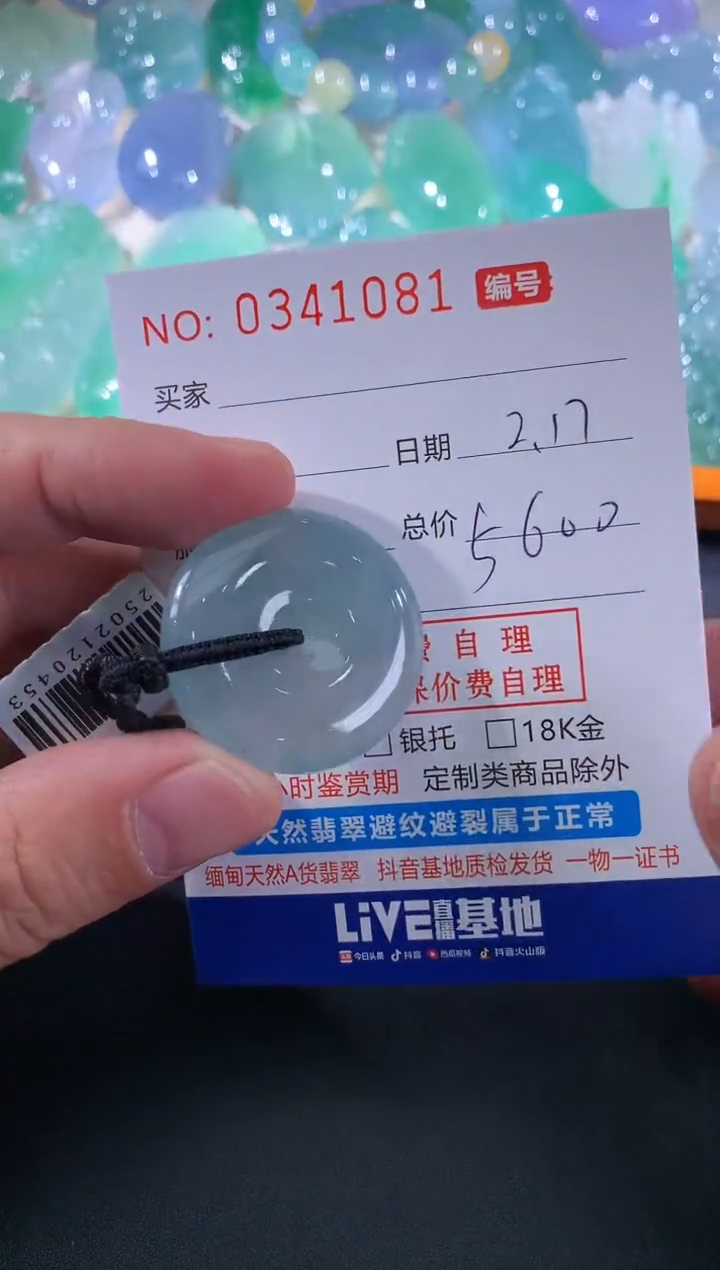 NO: 0341081 编号
买家
日期 2.17
总价 5600
费自理
保价费自理
2502120453
银托 18K金
小时鉴赏期 定制类商品除外
天然翡翠避纹避裂属于正常
缅甸天然A货翡翠 抖音基地质检发货 一物一证书
LiVE直播基地
今日头条 抖音 西瓜视频 抖音火山版